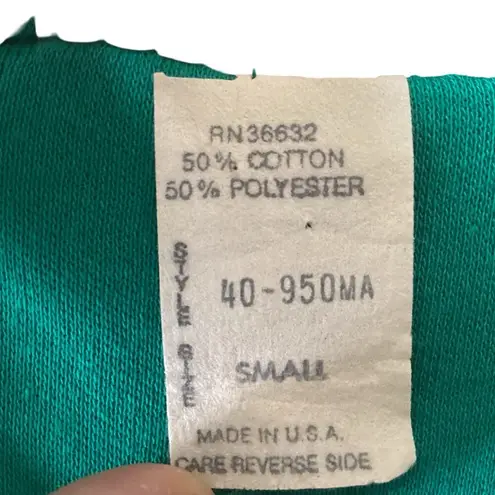 RN36632
50% COTTON
50% POLYESTER
STYLE 40-950MA
SIZE SMALL
MADE IN U.S.A.
CARE REVERSE SIDE